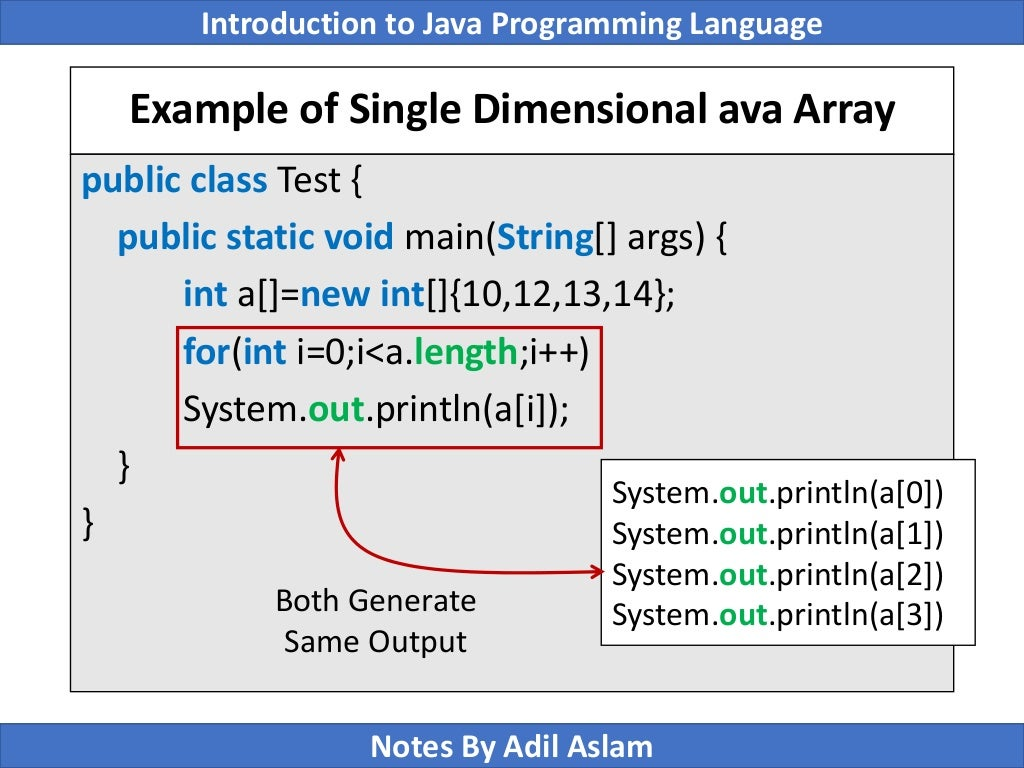 Introduction to Java Programming Language
Example of Single Dimensional ava Array
public class Test {
public static void main(String[] args) {
int a[]=new int[]{10,12,13,14};
for(int i=0;i<a.length;i++)
System.out.println(a[i]);
}
}
System.out.println(a[0])
System.out.println(a[1])
System.out.println(a[2])
System.out.println(a[3])
Both Generate
Same Output
Notes By Adil Aslam